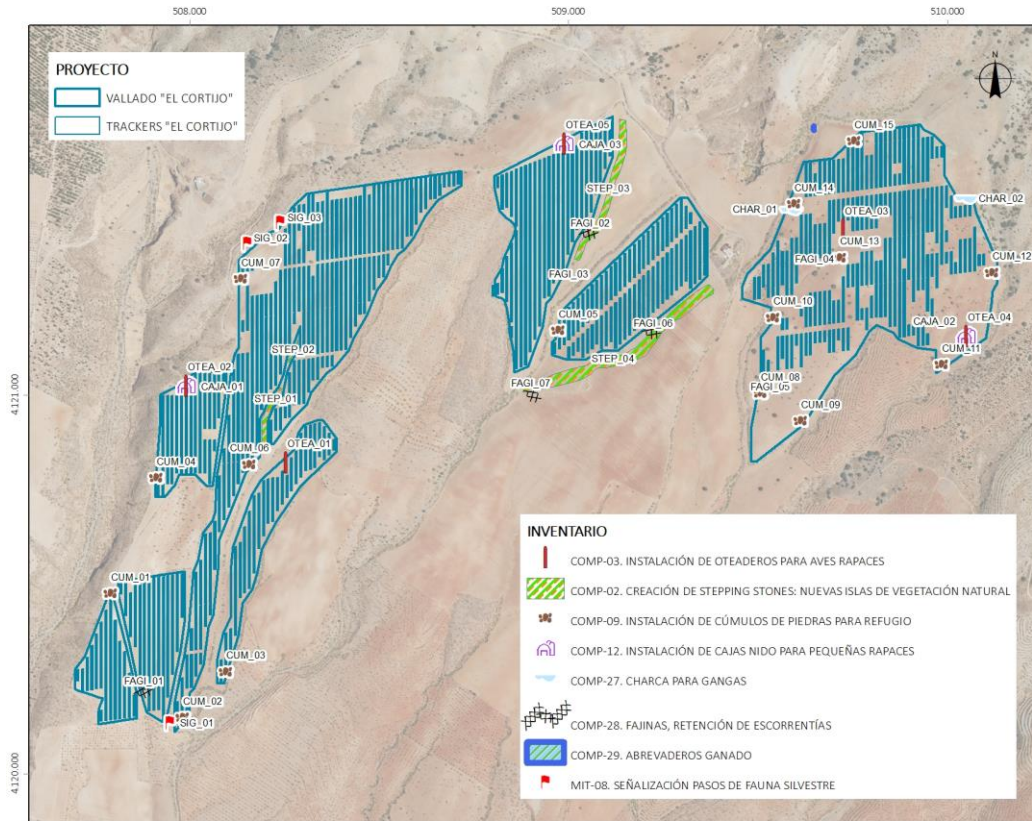 508.000
509.000
510.000
PROYECTO
VALLADO "EL CORTIJO"
TRACKERS "EL CORTIJO"
N
OTEA_05
CAJA_03
CUM_15
STEP_03
CUM_14
CHAR_02
CHAR_01
OTEA_03
SIG_03
FAGI_02
SIG_02
CUM_13
CUM_07
FAGI_04
CUM_12
FAGI_03
CUM_10
CUM_05
FAGI_06
CAJA_02
OTEA_04
STEP_02
CUM_11
OTEA_02
STEP_04
CAJA_01
FAGI_07
CUM_08
FAGI_05
4.121.000
STEP_01
CUM_09
OTEA_01
CUM_06
CUM_04
CUM_01
CUM_03
FAGI_01
CUM_02
SIG_01
4.120.000
INVENTARIO
COMP-03. INSTALACIÓN DE OTEADEROS PARA AVES RAPACES
COMP-02. CREACIÓN DE STEPPING STONES: NUEVAS ISLAS DE VEGETACIÓN NATURAL
COMP-09. INSTALACIÓN DE CÚMULOS DE PIEDRAS PARA REFUGIO
COMP-12. INSTALACIÓN DE CAJAS NIDO PARA PEQUEÑAS RAPACES
COMP-27. CHARCA PARA GANGAS
COMP-28. FAJINAS, RETENCIÓN DE ESCORRENTÍAS
COMP-29. ABREVADEROS GANADO
MIT-08. SEÑALIZACIÓN PASOS DE FAUNA SILVESTRE